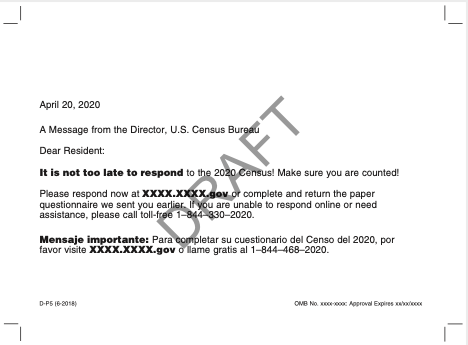 April 20, 2020
A Message from the Director, U.S. Census Bureau
Dear Resident:
It is not too late to respond to the 2020 Census! Make sure you are counted!
Please respond now at XXXX.XXXX.gov or complete and return the paper
questionnaire we sent you earlier. If you are unable to respond online or need
assistance, please call toll-free 1–844–330–2020.
Mensaje importante: Para completar su cuestionario del Censo del 2020, por
favor visite XXXX.XXXX.gov o llame gratis al 1–844–468–2020.
DRAFT
D-P5 (6-2018)
OMB No. xxxx-xxxx: Approval Expires xx/xx/xxxx